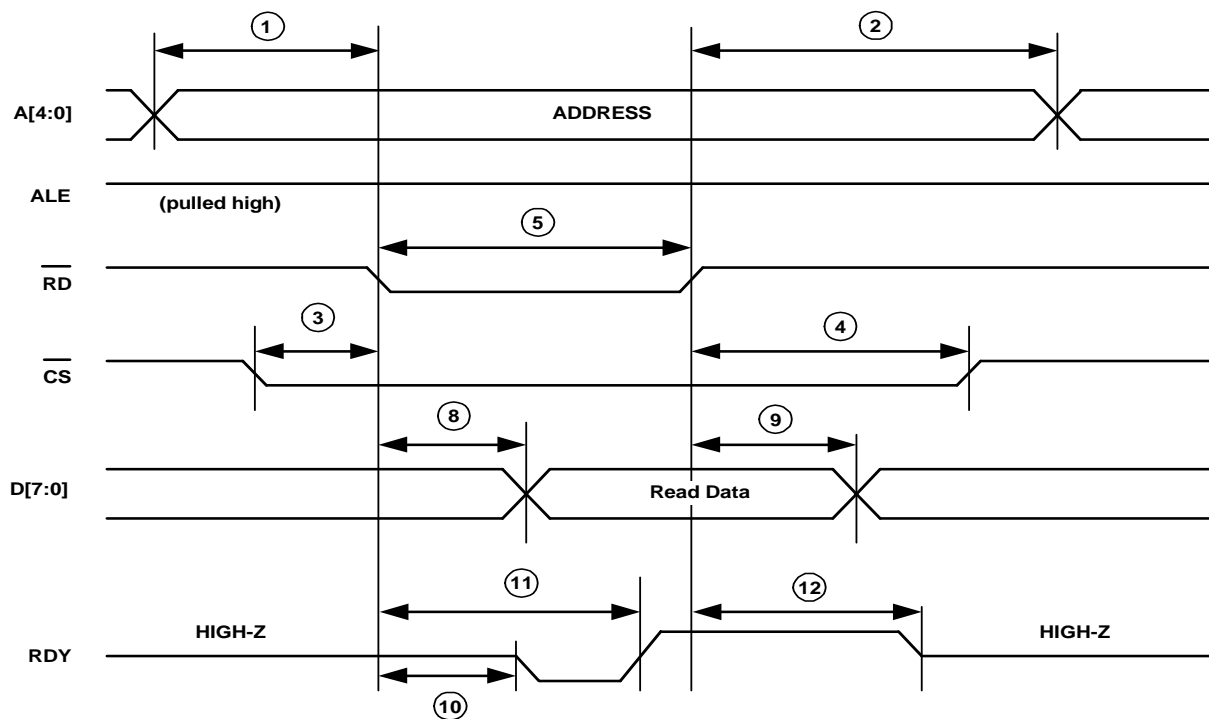 1
2
A[4:0]
ADDRESS
ALE
(pulled high)
5
RD
3
4
CS
8
9
D[7:0]
Read Data
11
12
HIGH-Z
HIGH-Z
RDY
10